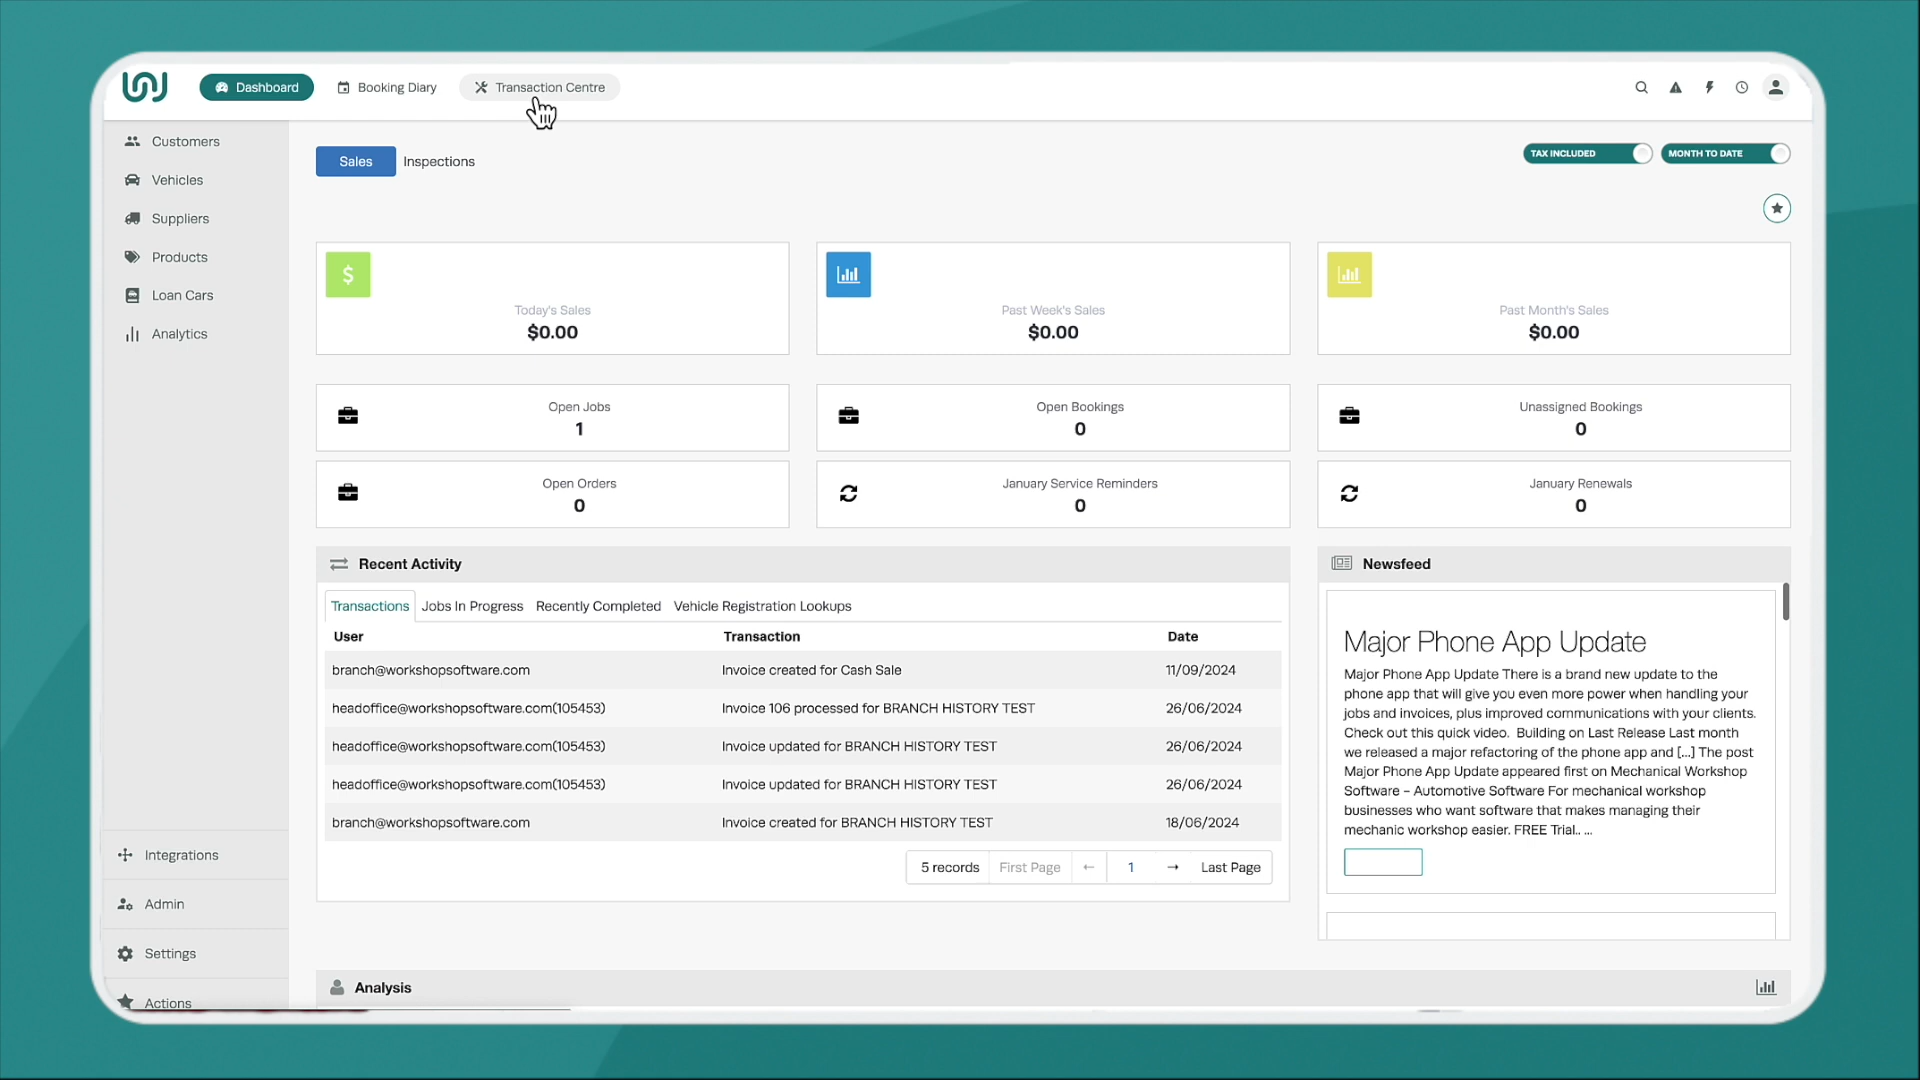 Dashboard
Booking Diary
Transaction Centre
Customers
Vehicles
Suppliers
Products
Loan Cars
Analytics
Integrations
Admin
Settings
Actions
Sales
Inspections
TAX INCLUDED
MONTH TO DATE
Today's Sales
$0.00
Past Week's Sales
$0.00
Past Month's Sales
$0.00
Open Jobs
1
Open Bookings
0
Unassigned Bookings
0
Open Orders
0
January Service Reminders
0
January Renewals
0
Recent Activity
Transactions Jobs In Progress Recently Completed Vehicle Registration Lookups
User Transaction Date
branch@workshopsoftware.com Invoice created for Cash Sale 11/09/2024
headoffice@workshopsoftware.com(105453) Invoice 106 processed for BRANCH HISTORY TEST 26/06/2024
headoffice@workshopsoftware.com(105453) Invoice updated for BRANCH HISTORY TEST 26/06/2024
headoffice@workshopsoftware.com(105453) Invoice updated for BRANCH HISTORY TEST 26/06/2024
branch@workshopsoftware.com Invoice created for BRANCH HISTORY TEST 18/06/2024
5 records First Page ← 1 → Last Page
Newsfeed
Major Phone App Update
Major Phone App Update There is a brand new update to the
phone app that will give you even more power when handling your
jobs and invoices, plus improved communications with your clients.
Check out this quick video. Building on Last Release Last month
we released a major refactoring of the phone app and [...] The post
Major Phone App Update appeared first on Mechanical Workshop
Software – Automotive Software For mechanical workshop
businesses who want software that makes managing their
mechanic workshop easier. FREE Trial.. ...
Analysis